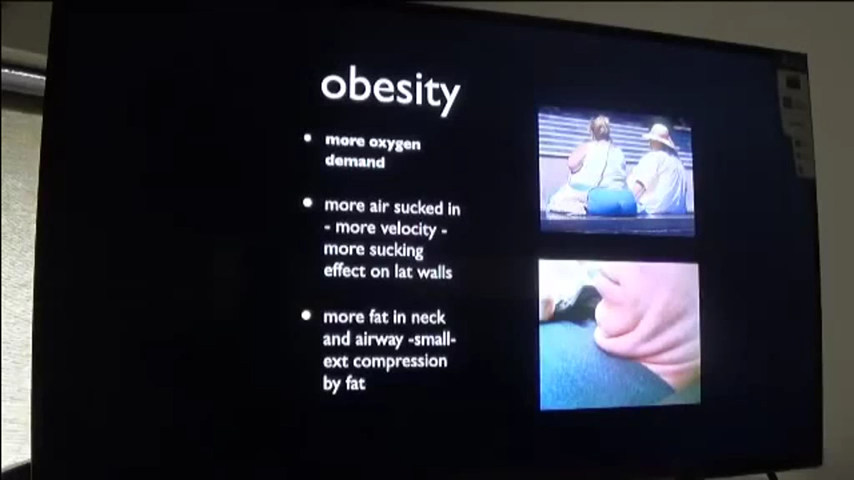 obesity
• more oxygen
demand
• more air sucked in
- more velocity -
more sucking
effect on lat walls
• more fat in neck
and airway -small-
ext compression
by fat